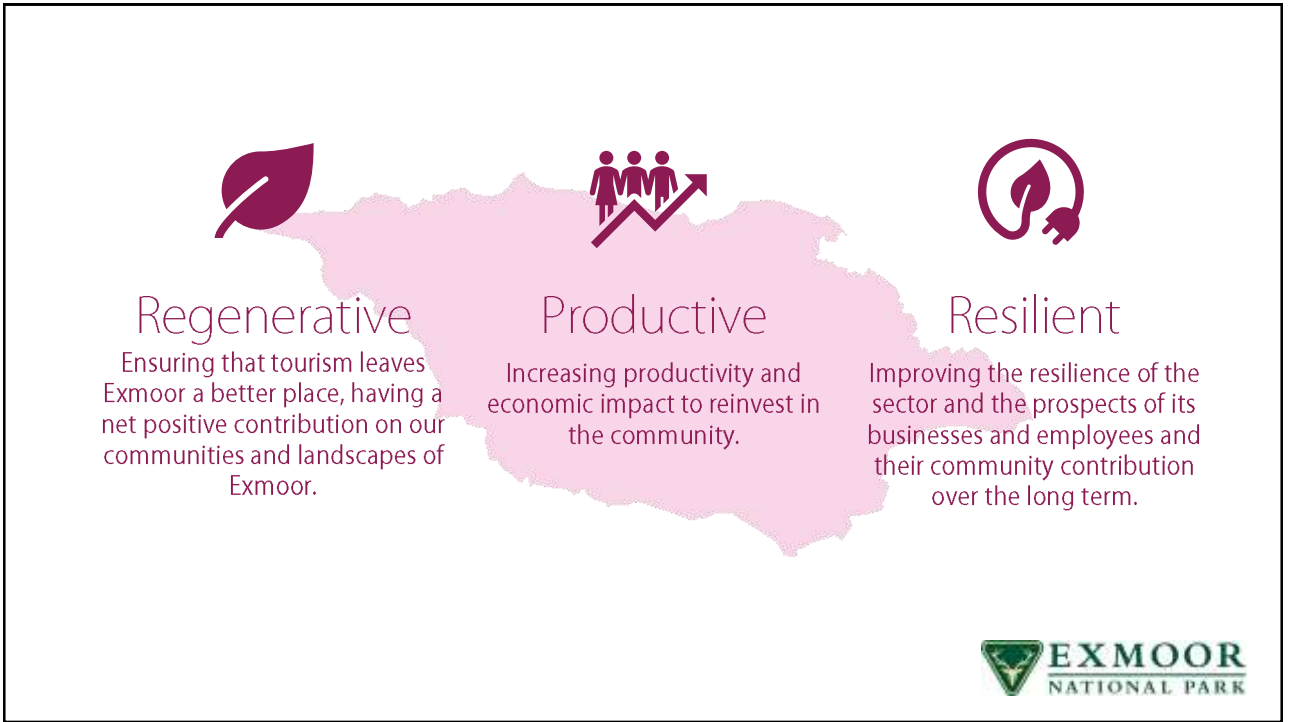 Regenerative
Ensuring that tourism leaves
Exmoor a better place, having a
net positive contribution on our
communities and landscapes of
Exmoor.
Productive
Increasing productivity and
economic impact to reinvest in
the community.
Resilient
Improving the resilience of the
sector and the prospects of its
businesses and employees and
their community contribution
over the long term.
EXMOOR
NATIONAL PARK